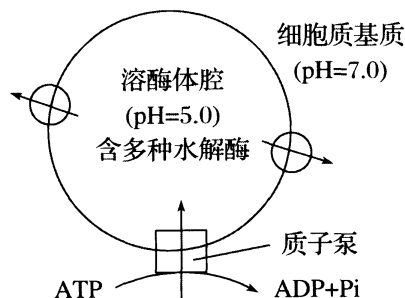 细胞质基质
(pH=7.0)
溶酶体腔
(pH=5.0)
含多种水解酶
质子泵
ATP
ADP+Pi